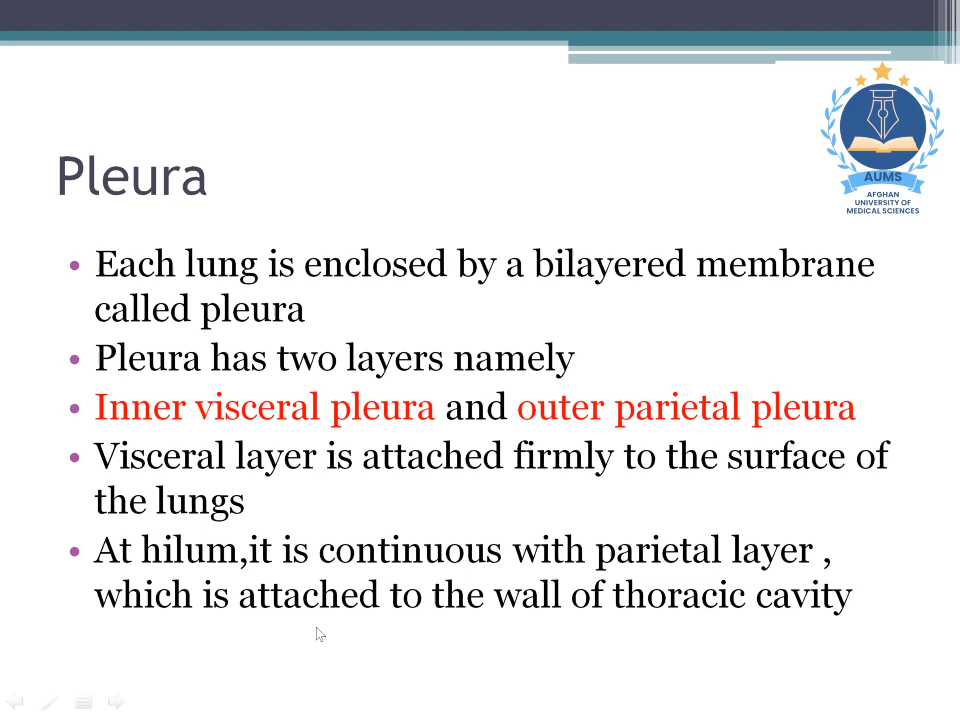 AUMS
AFGHAN
UNIVERSITY OF
MEDICAL SCIENCES
Pleura
• Each lung is enclosed by a bilayered membrane
called pleura
• Pleura has two layers namely
• Inner visceral pleura and outer parietal pleura
• Visceral layer is attached firmly to the surface of
the lungs
• At hilum,it is continuous with parietal layer ,
which is attached to the wall of thoracic cavity